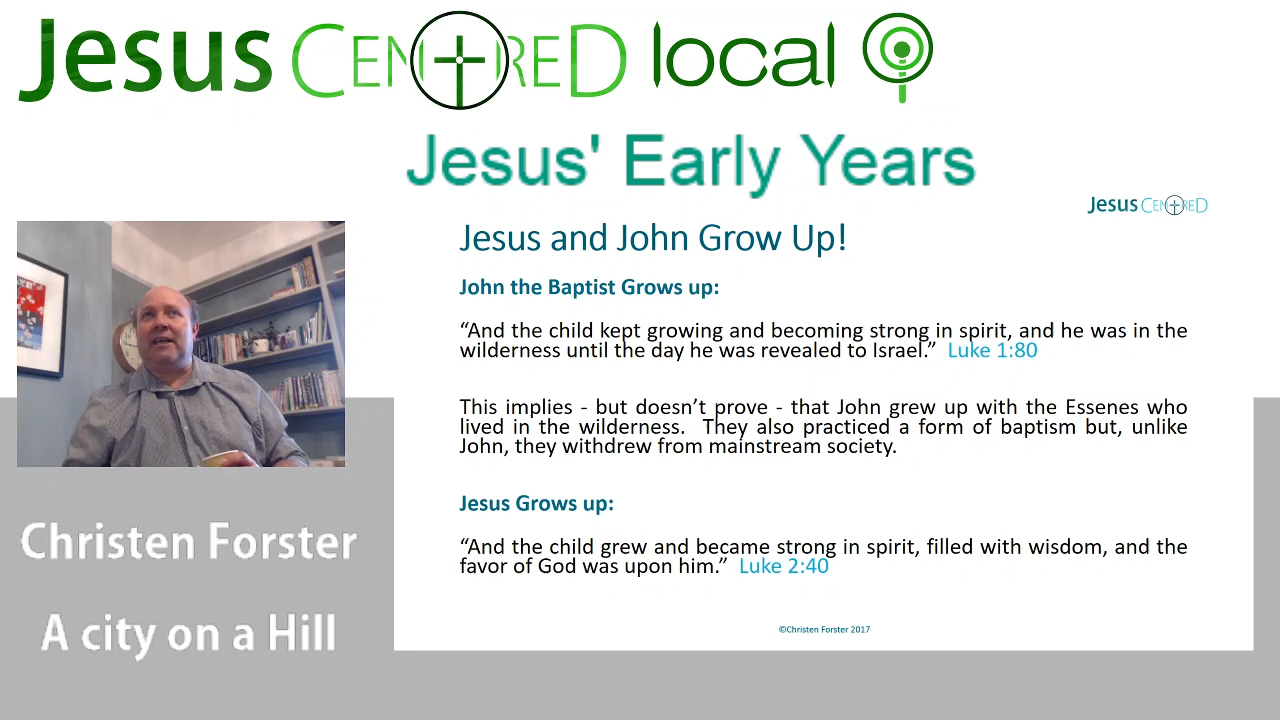 Jesus CENTRED local
Jesus' Early Years
Jesus CENTRED
Jesus and John Grow Up!
John the Baptist Grows up:
“And the child kept growing and becoming strong in spirit, and he was in the
wilderness until the day he was revealed to Israel.” Luke 1:80
This implies - but doesn’t prove - that John grew up with the Essenes who
lived in the wilderness. They also practiced a form of baptism but, unlike
John, they withdrew from mainstream society.
Jesus Grows up:
“And the child grew and became strong in spirit, filled with wisdom, and the
favor of God was upon him.” Luke 2:40
©Christen Forster 2017
Christen Forster
A city on a Hill